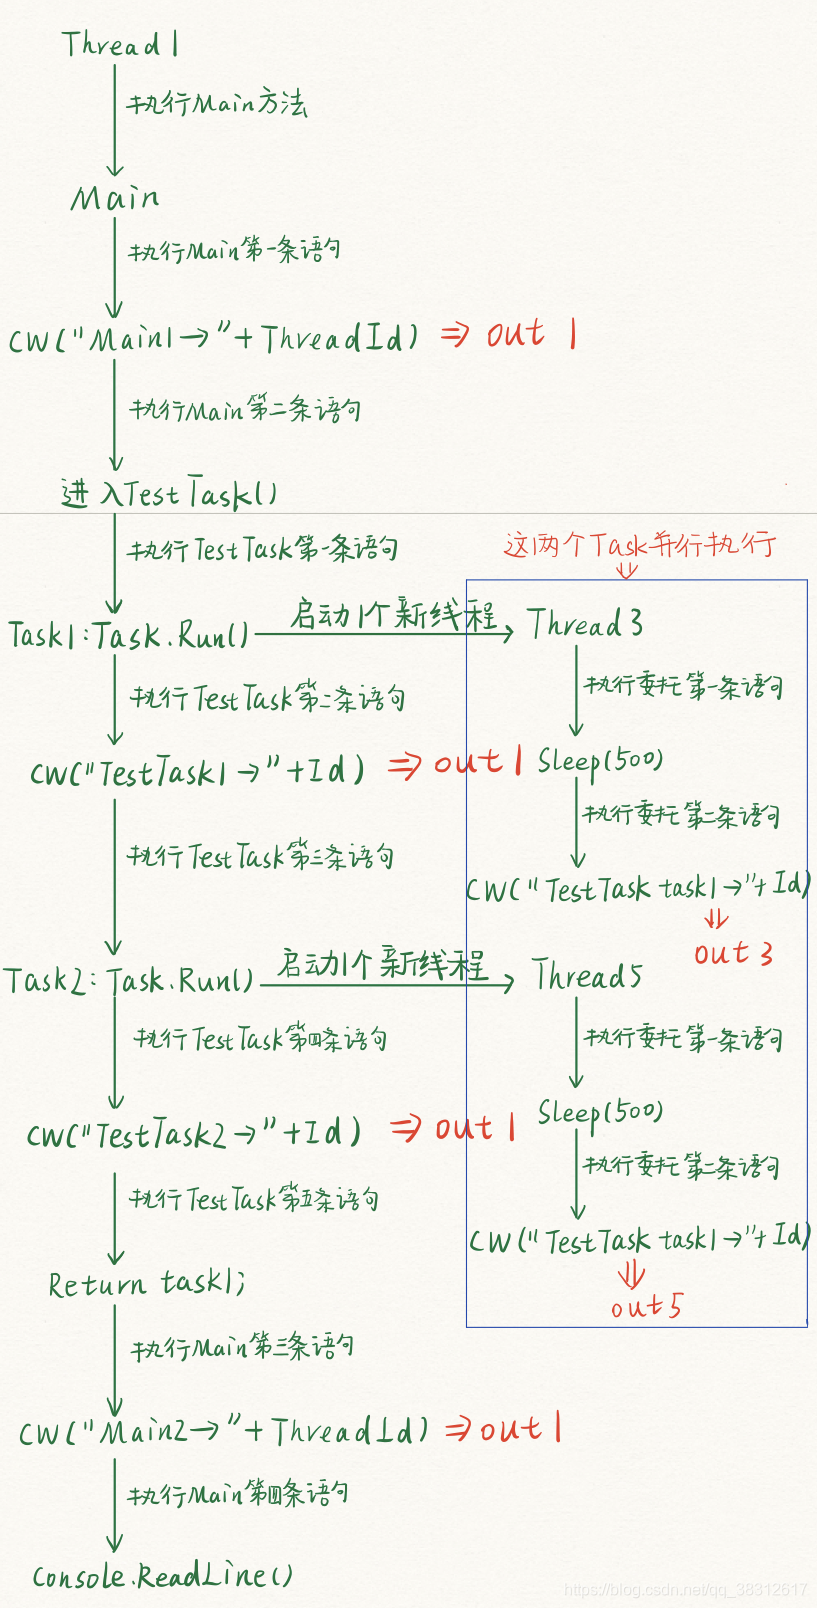 Thread1
执行Main方法
Main
执行Main第一条语句
CW("Main1→"+ThreadId) ⇒ out 1
执行Main第二条语句
进入TestTask()
执行TestTask第一条语句
这两个Task并行执行
Task1:Task.Run()
启动1个新线程
Thread3
执行委托第一条语句
执行TestTask第二条语句
Sleep(500)
CW("TestTask1→"+Id) ⇒ out1
执行委托第二条语句
执行TestTask第三条语句
CW("TestTask task1→"+Id)
out3
Task2:Task.Run()
启动1个新线程
Thread5
执行委托第一条语句
执行TestTask第四条语句
Sleep(500)
CW("TestTask2→"+Id) ⇒ out1
执行委托第二条语句
执行TestTask第五条语句
CW("TestTask task1→"+Id)
out5
Return task1;
执行Main第三条语句
CW("Main2→"+ThreadId) ⇒ out1
执行Main第四条语句
Console.ReadLine()
https://blog.csdn.net/qq_38312617